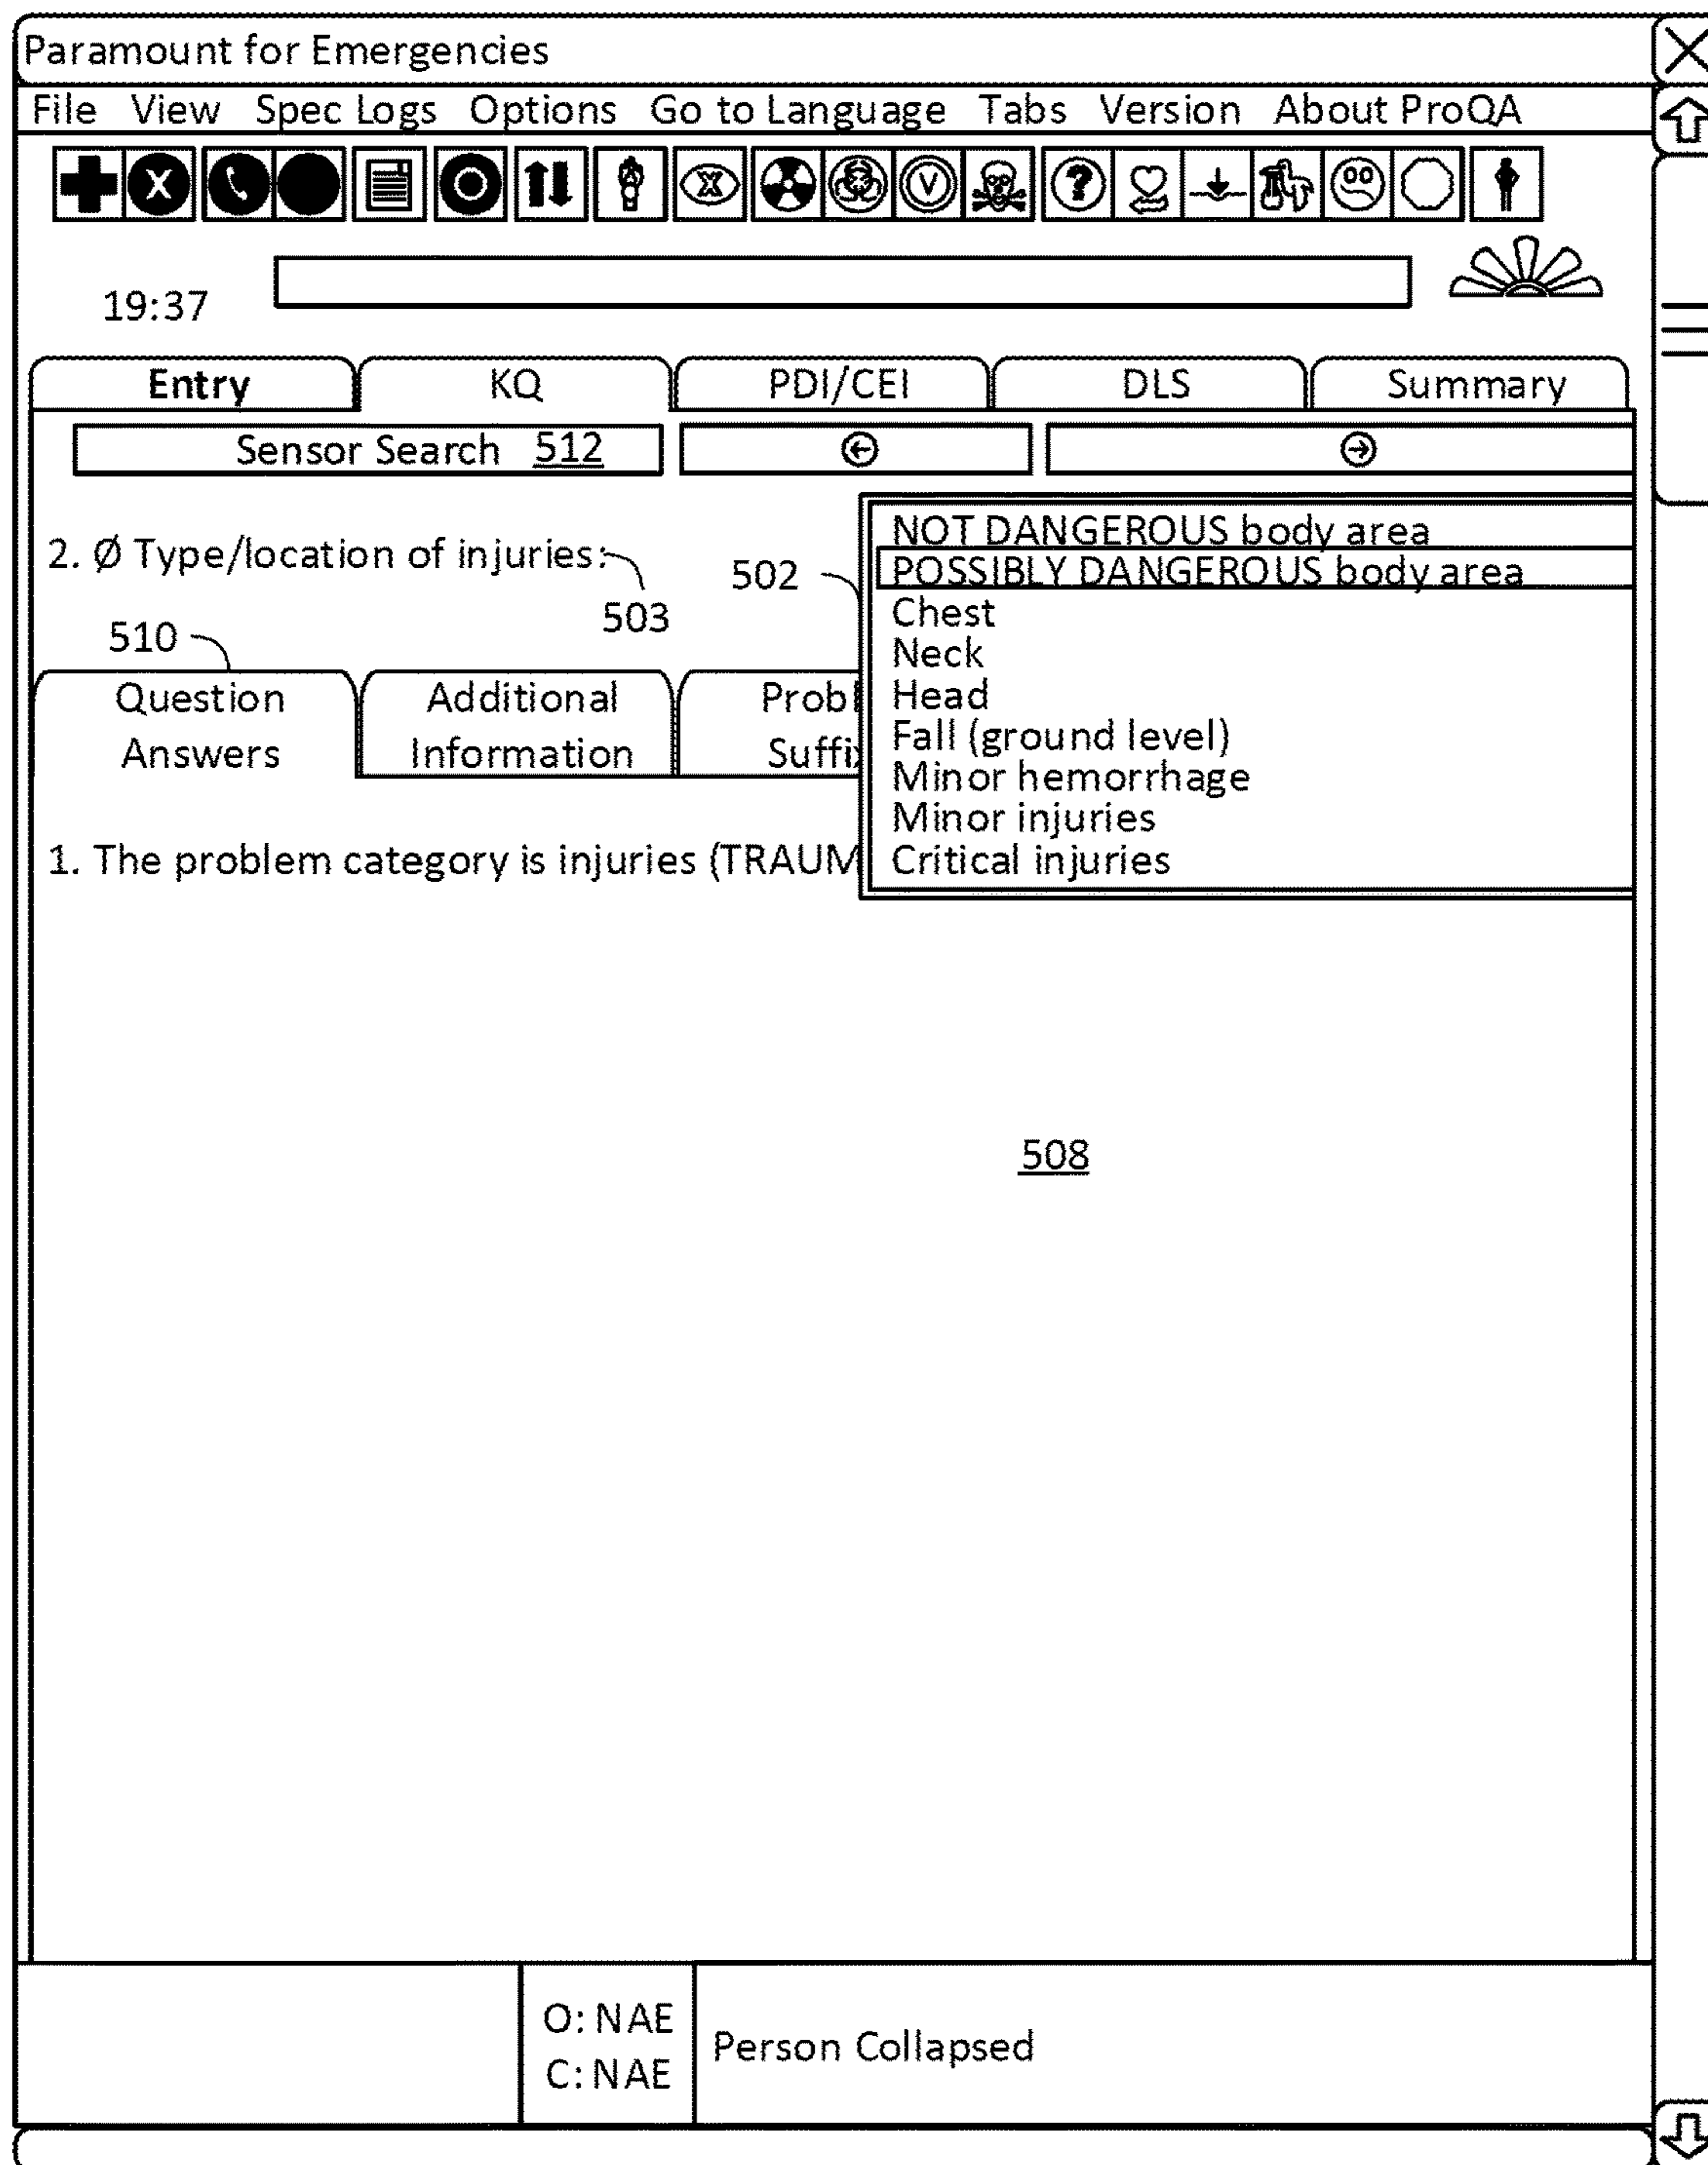 Paramount for Emergencies
File View Spec Logs Options Go to Language Tabs Version About ProQA
X X V ?
19:37
Entry KQ PDI/CEI DLS Summary
Sensor Search 512
2. Ø Type/location of injuries:
503
502
NOT DANGEROUS body area
POSSIBLY DANGEROUS body area
Chest
Neck
Head
Fall (ground level)
Minor hemorrhage
Minor injuries
Critical injuries
510
Question Answers
Additional Information
Probl
Suffix
1. The problem category is injuries (TRAUM
508
O: NAE
C: NAE
Person Collapsed